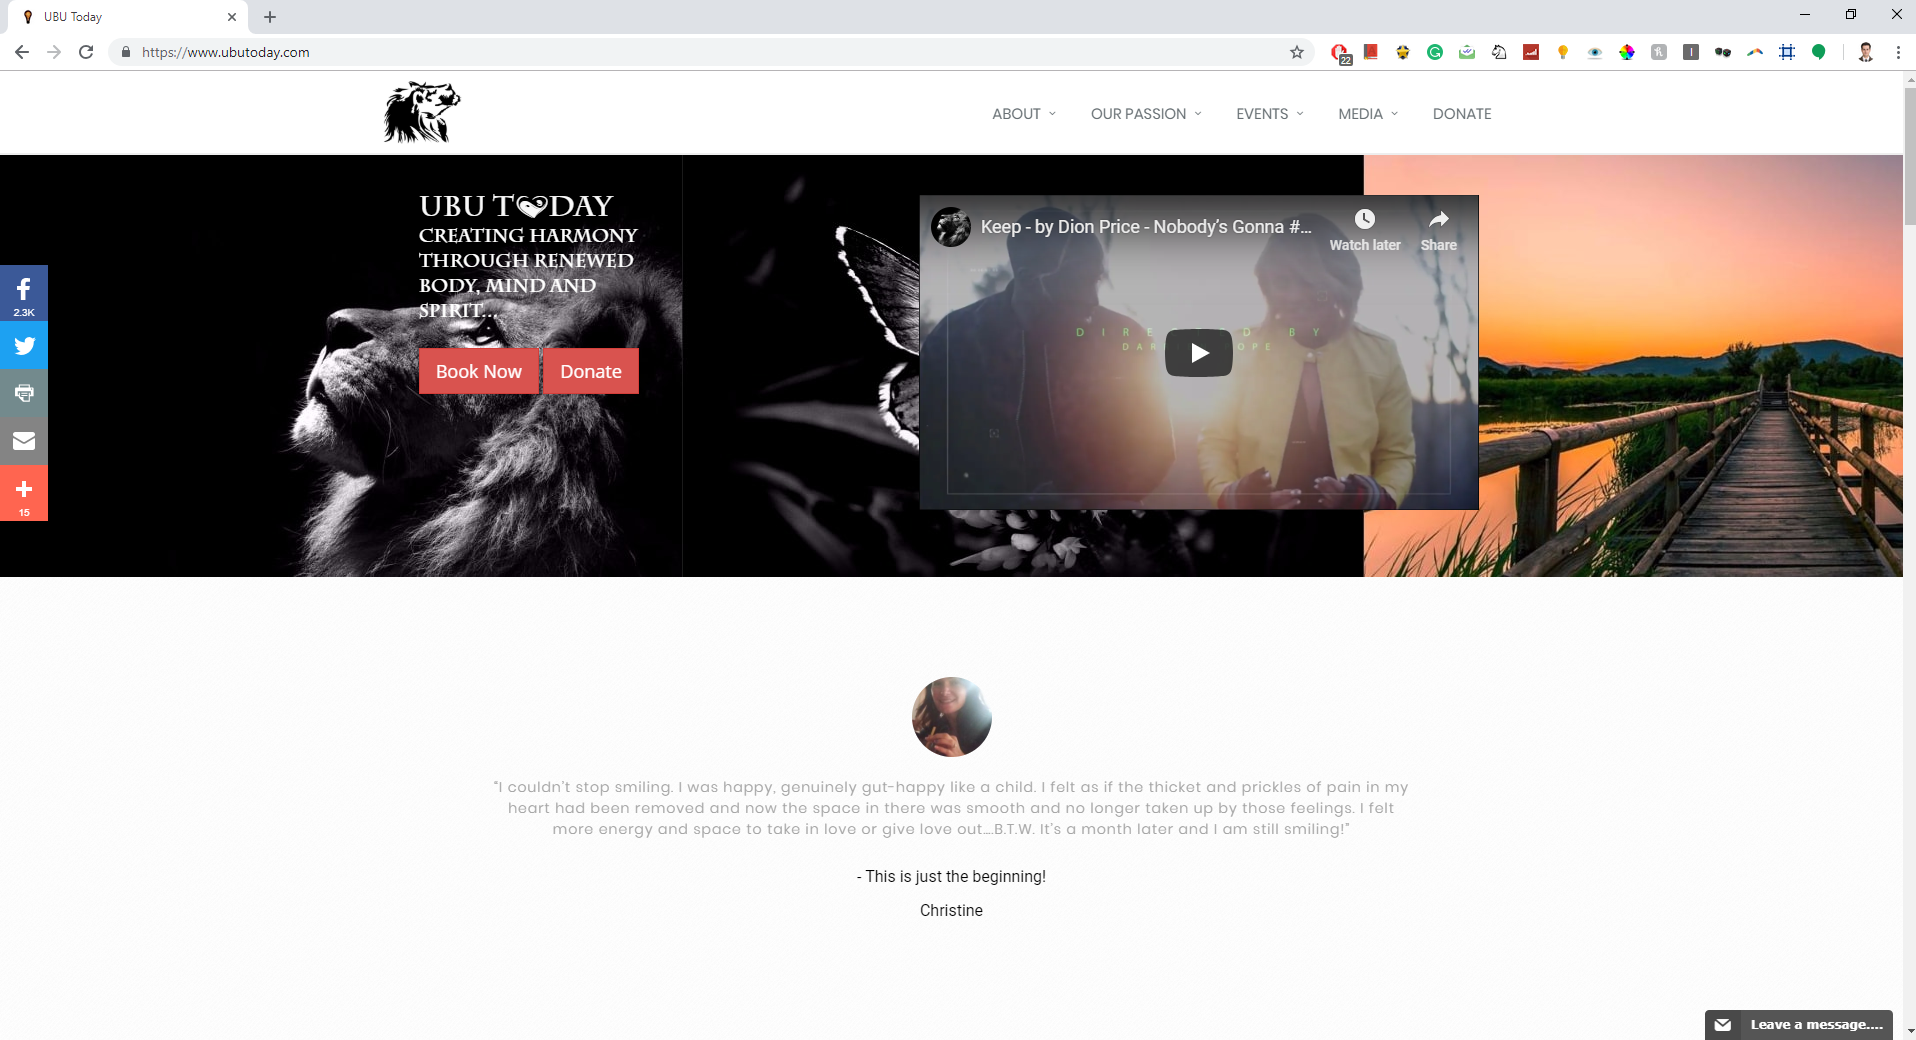 UBU Today
https://www.ubutoday.com
22
ABOUT
OUR PASSION
EVENTS
MEDIA
DONATE
UBU TODAY
CREATING HARMONY
THROUGH RENEWED
BODY, MIND AND
SPIRIT...
Book Now
Donate
Keep - by Dion Price - Nobody's Gonna #...
Watch later
Share
DIRECTED BY
2.3K
15
"I couldn't stop smiling. I was happy, genuinely gut-happy like a child. I felt as if the thicket and prickles of pain in my
heart had been removed and now the space in there was smooth and no longer taken up by those feelings. I felt
more energy and space to take in love or give love out....B.T.W. It's a month later and I am still smiling!"
- This is just the beginning!
Christine
Leave a message....